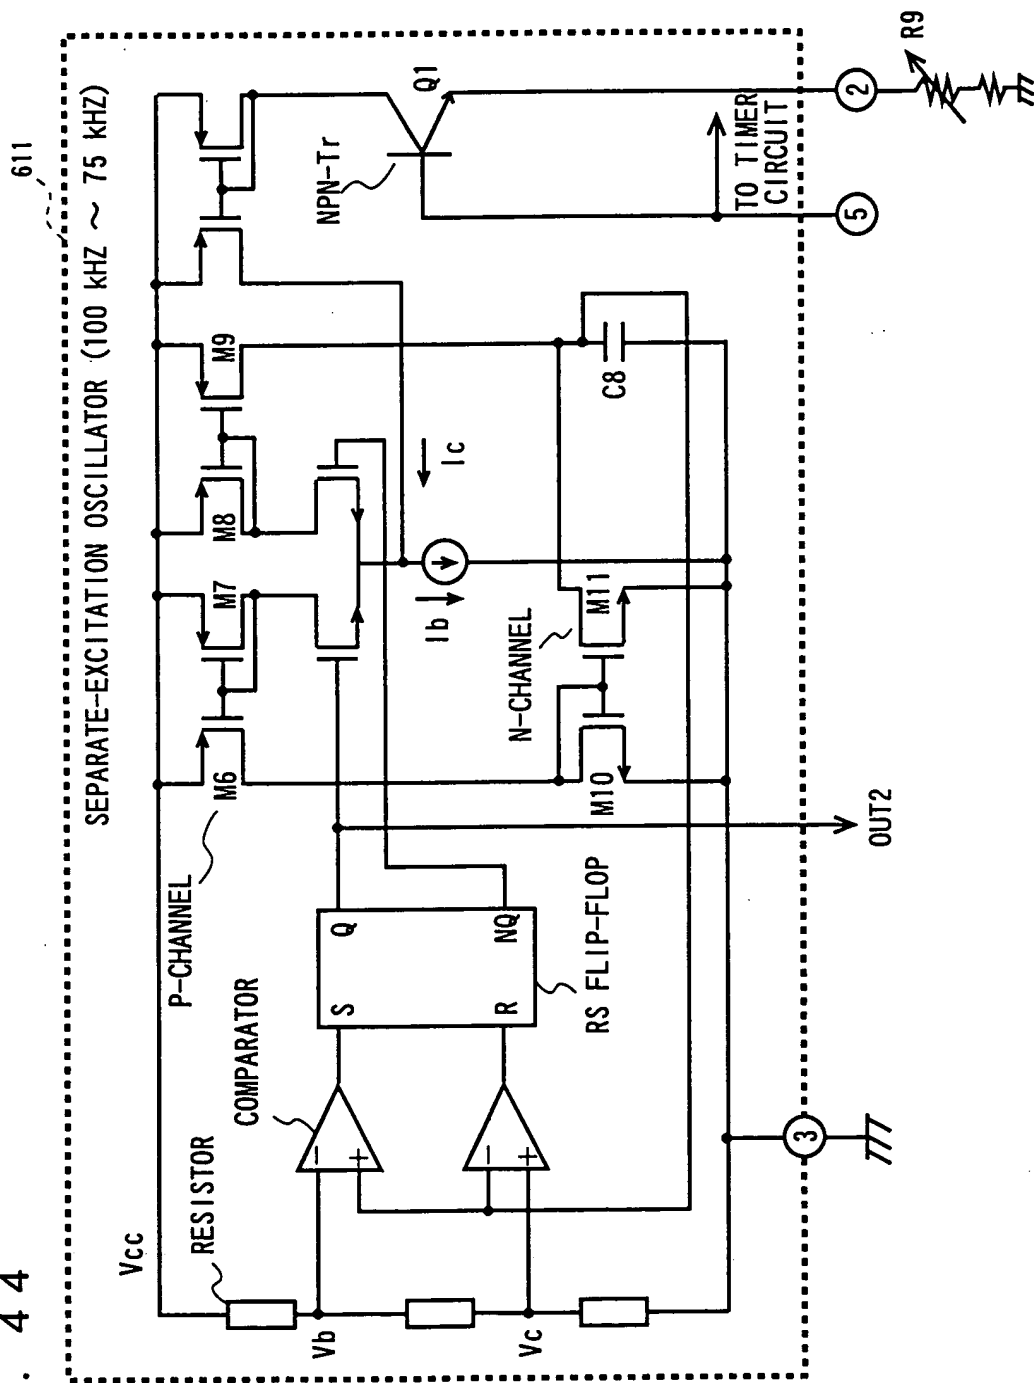 . 44
611
SEPARATE-EXCITATION OSCILLATOR (100 kHZ ~ 75 kHZ)
Vcc
P-CHANNEL
M6
M7
M8
M9
NPN-Tr
Q1
RESISTOR
COMPARATOR
S
Q
R
NQ
RS FLIP-FLOP
Ib
Ic
N-CHANNEL
M10
M11
C8
TO TIMER
CIRCUIT
Vb
Vc
-
+
-
+
3
OUT2
5
2
R9